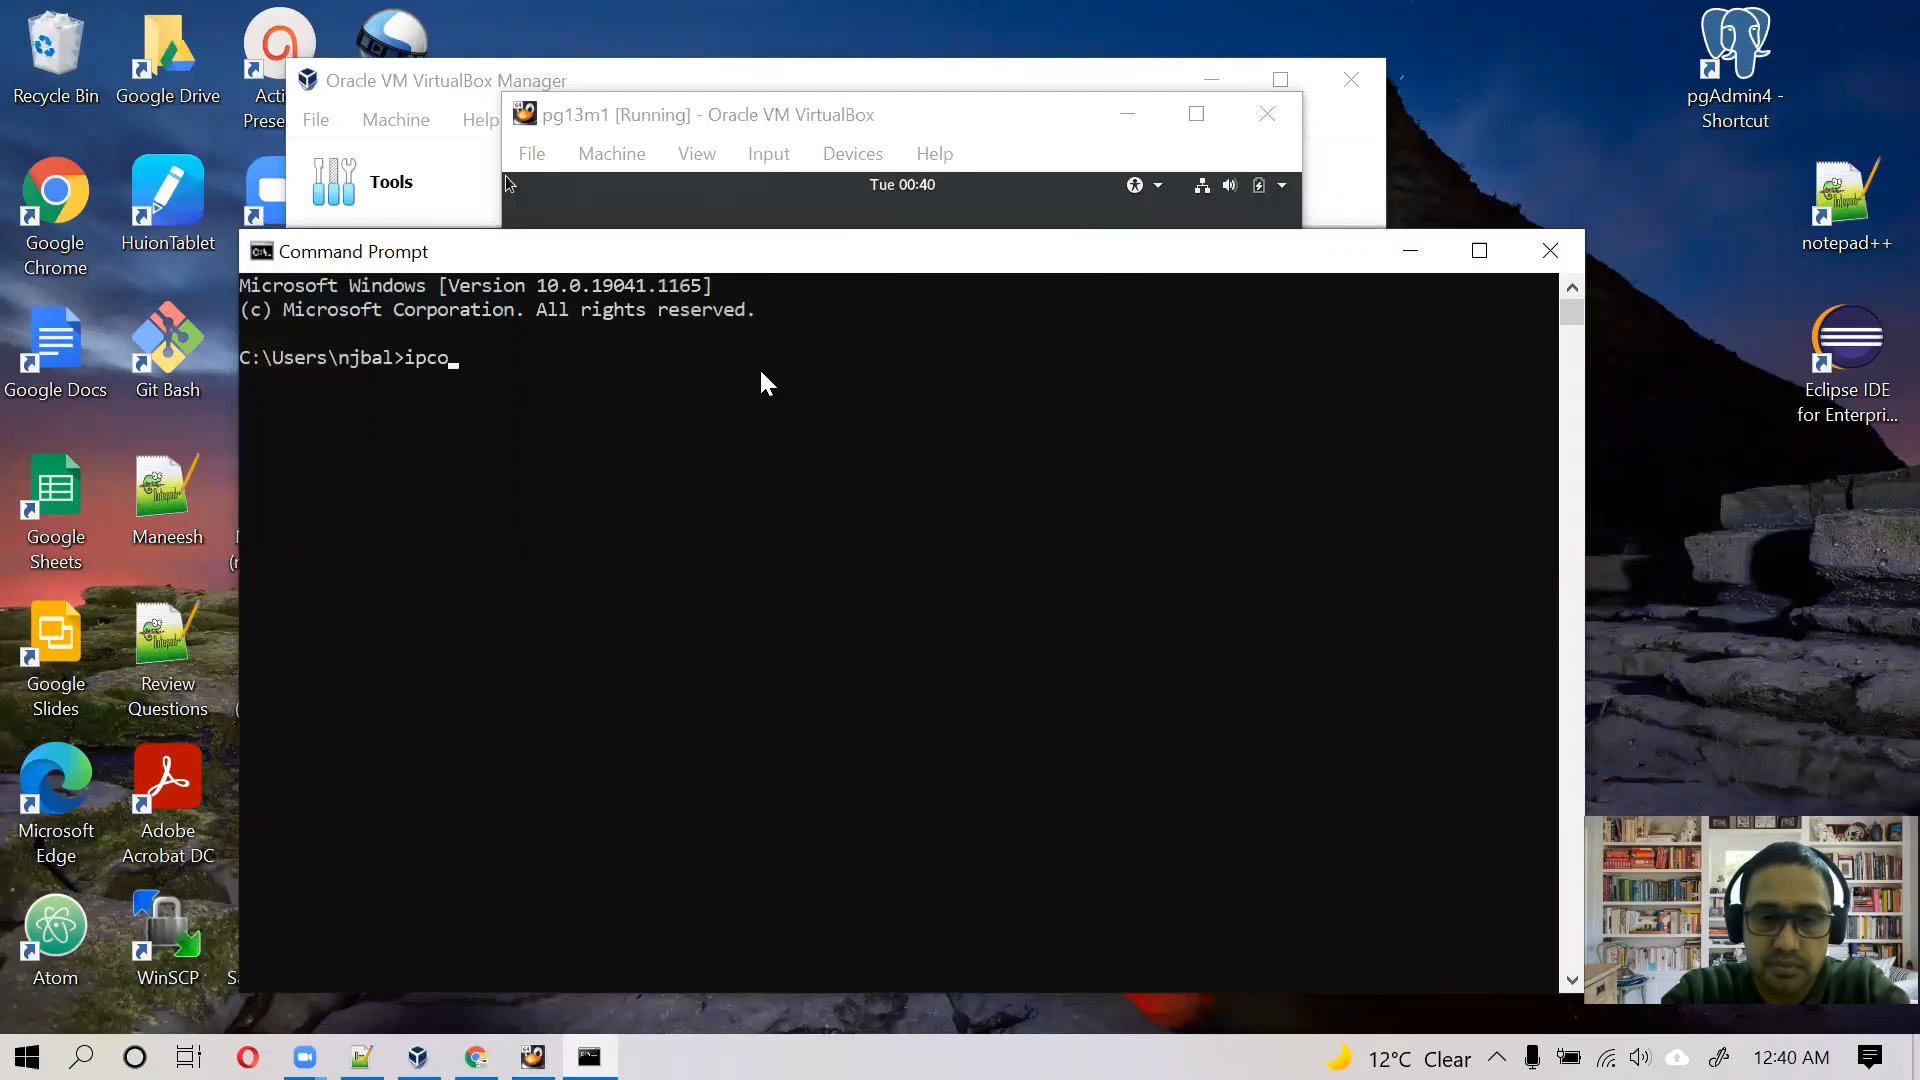 Recycle Bin
Google Drive
Acti
Prese
Oracle VM VirtualBox Manager
File Machine Help
Tools
pg13m1 [Running] - Oracle VM VirtualBox
File Machine View Input Devices Help
Tue 00:40
Command Prompt
Microsoft Windows [Version 10.0.19041.1165]
(c) Microsoft Corporation. All rights reserved.
C:\Users\njbal>ipco_
Google
Chrome
HuionTablet
Google Docs
Git Bash
Google
Sheets
Maneesh
Google
Slides
Review
Questions
Microsoft
Edge
Adobe
Acrobat DC
Atom
WinSCP
pgAdmin4 -
Shortcut
notepad++
Eclipse IDE
for Enterpri...
12°C Clear
12:40 AM